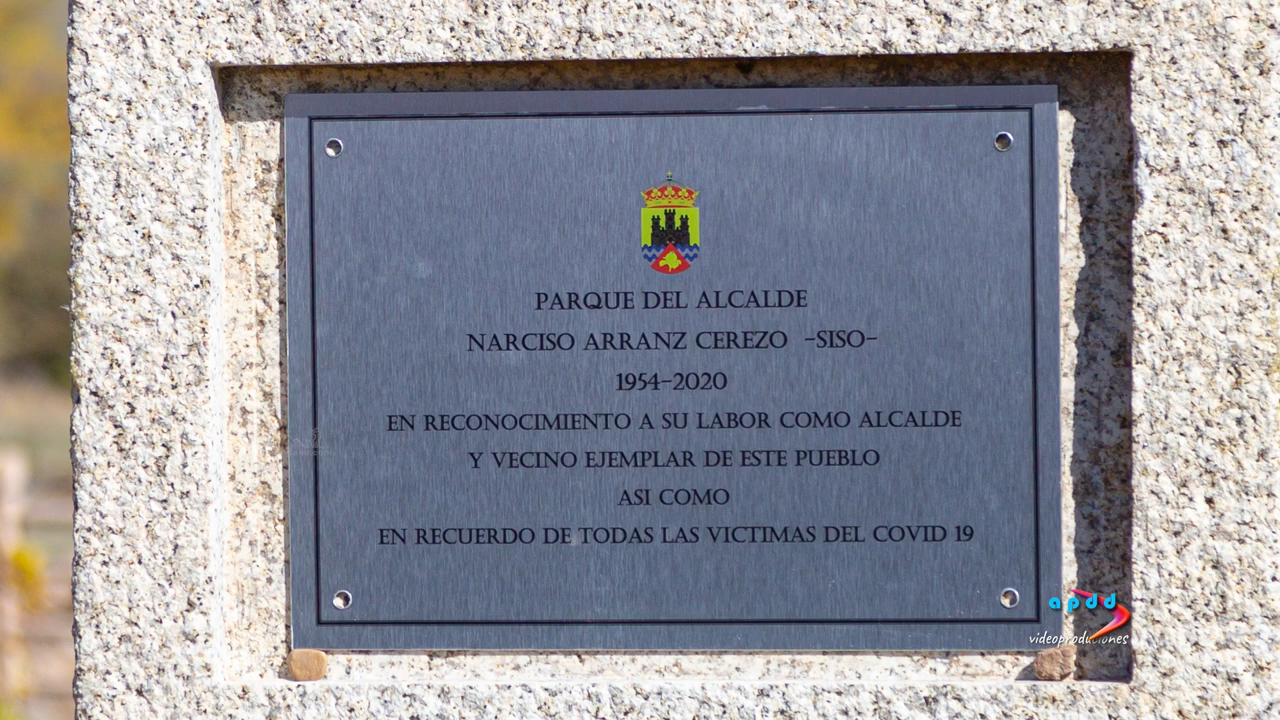 PARQUE DEL ALCALDE
NARCISO ARRANZ CEREZO -SISO-
1954-2020
EN RECONOCIMIENTO A SU LABOR COMO ALCALDE
Y VECINO EJEMPLAR DE ESTE PUEBLO
ASI COMO
EN RECUERDO DE TODAS LAS VICTIMAS DEL COVID 19
apdd
videoproduciones